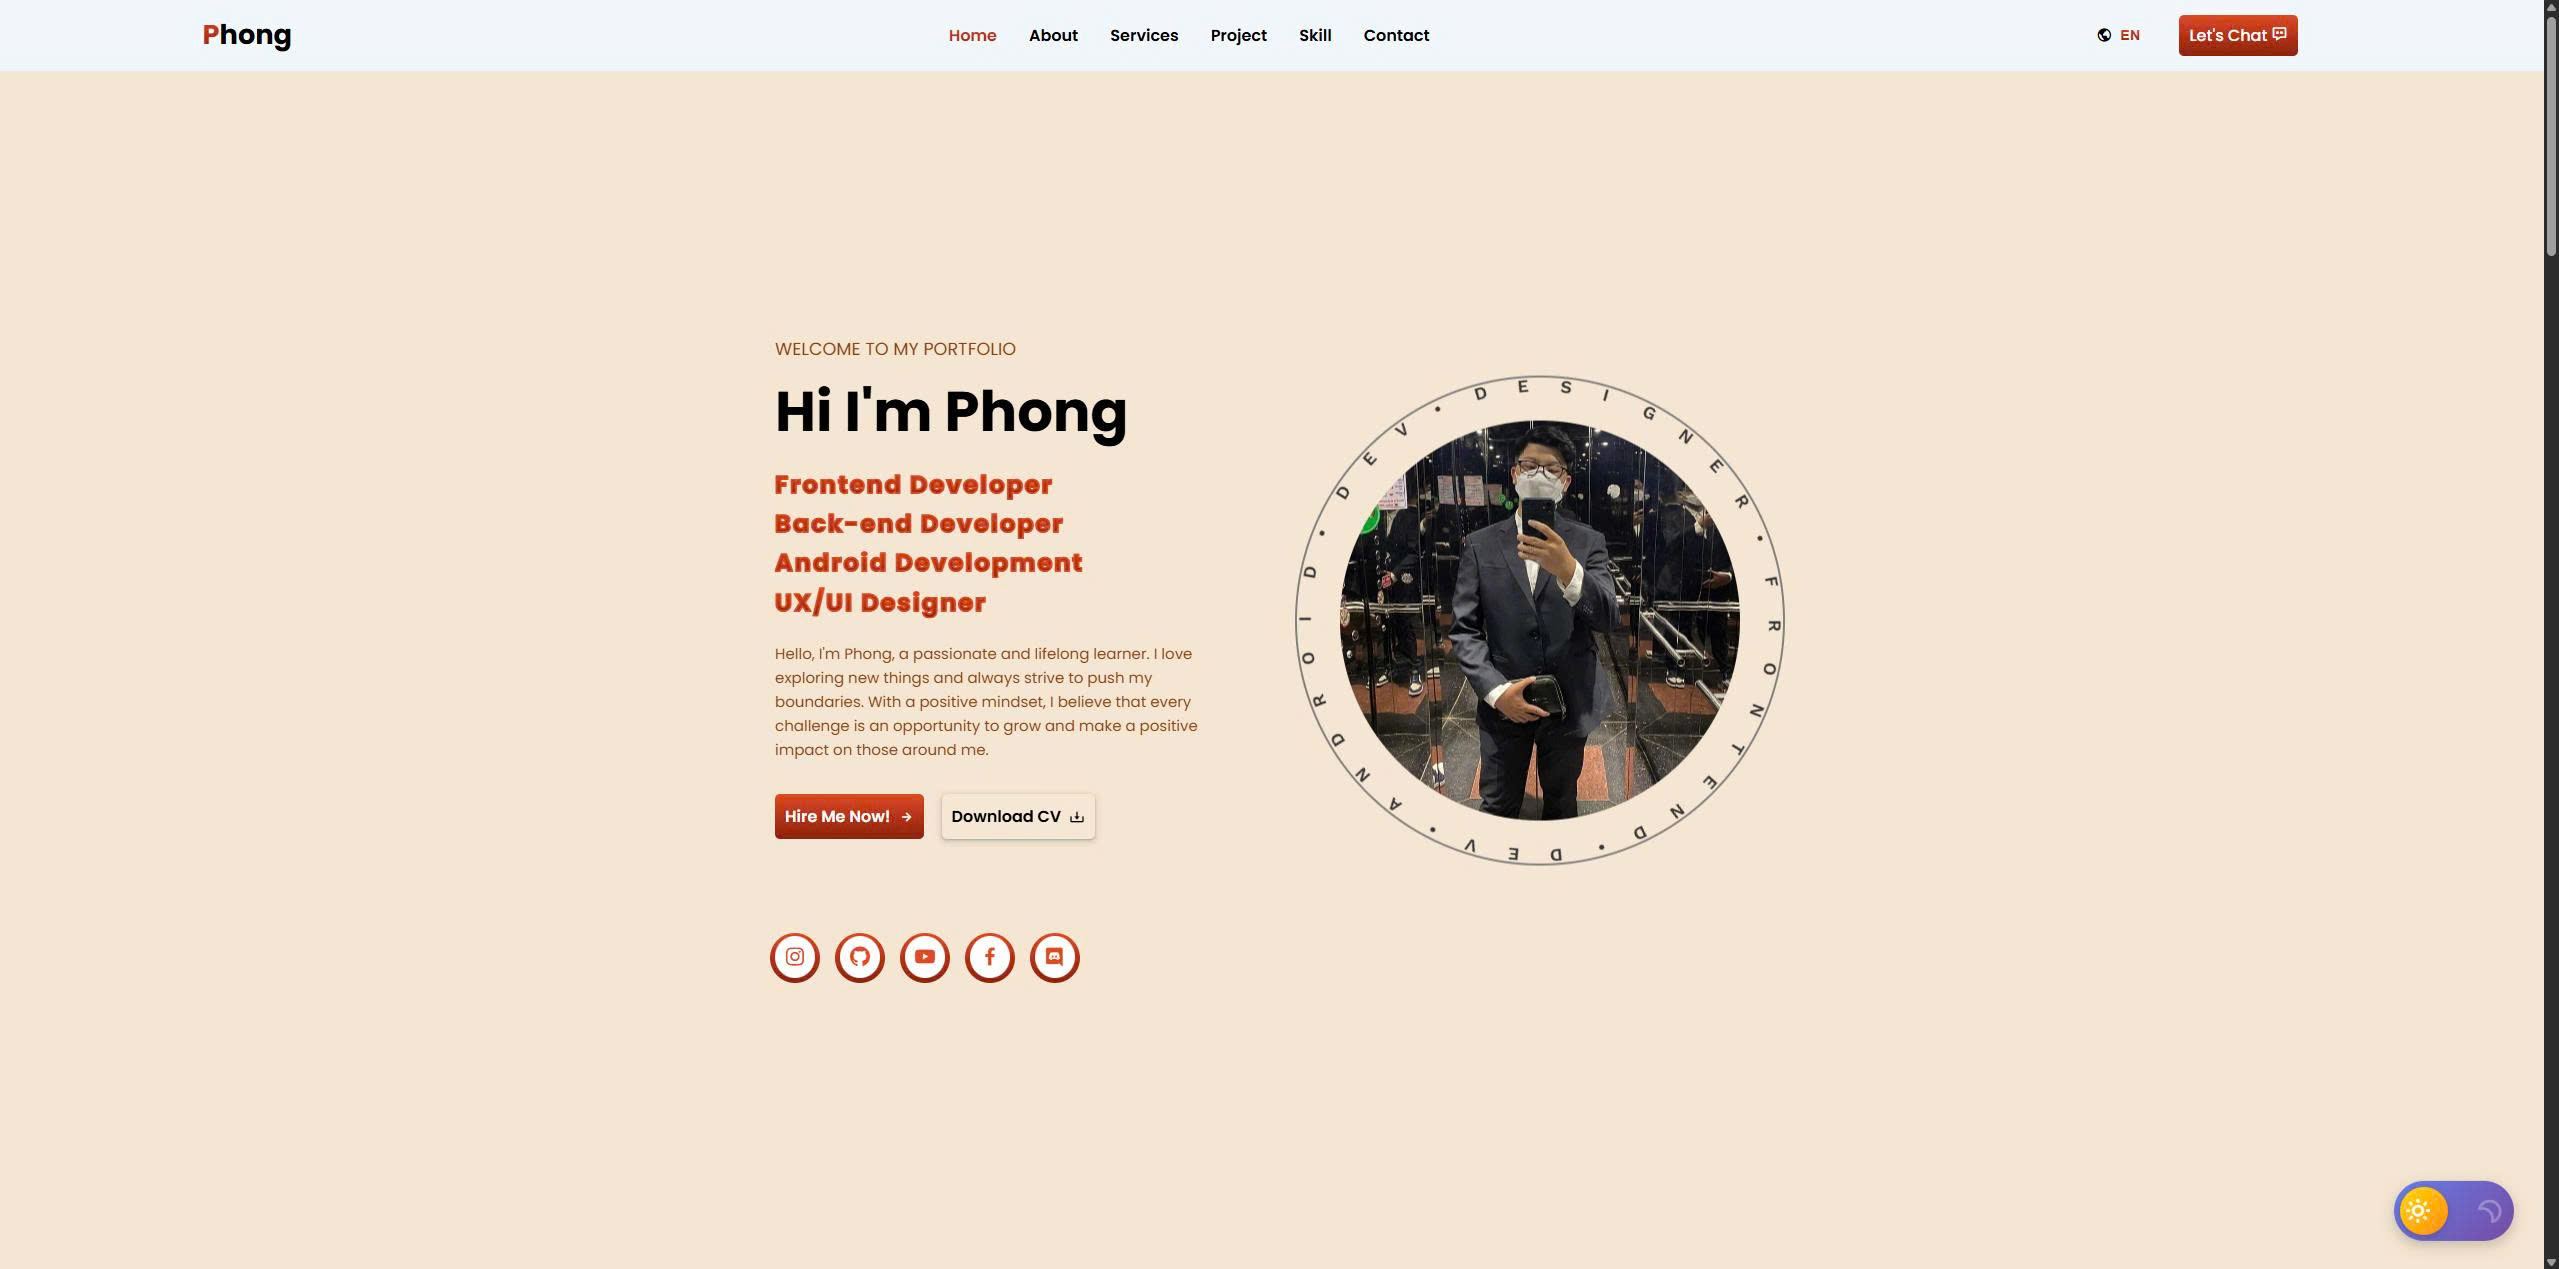 Phong
Home About Services Project Skill Contact
EN
Let's Chat
WELCOME TO MY PORTFOLIO
Hi I'm Phong
Frontend Developer
Back-end Developer
Android Development
UX/UI Designer
Hello, I'm Phong, a passionate and lifelong learner. I love
exploring new things and always strive to push my
boundaries. With a positive mindset, I believe that every
challenge is an opportunity to grow and make a positive
impact on those around me.
Hire Me Now!
Download CV
DESIGNER • FRONTEND • DEV • ANDROID • DEV •